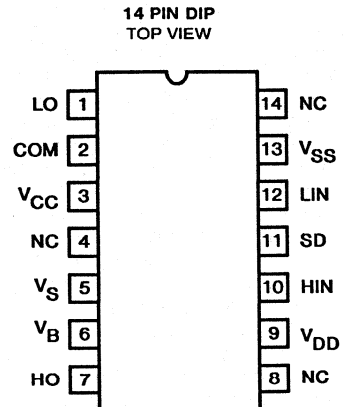 14 PIN DIP
TOP VIEW
LO 1 14 NC
COM 2 13 VSS
VCC 3 12 LIN
NC 4 11 SD
VS 5 10 HIN
VB 6 9 VDD
HO 7 8 NC